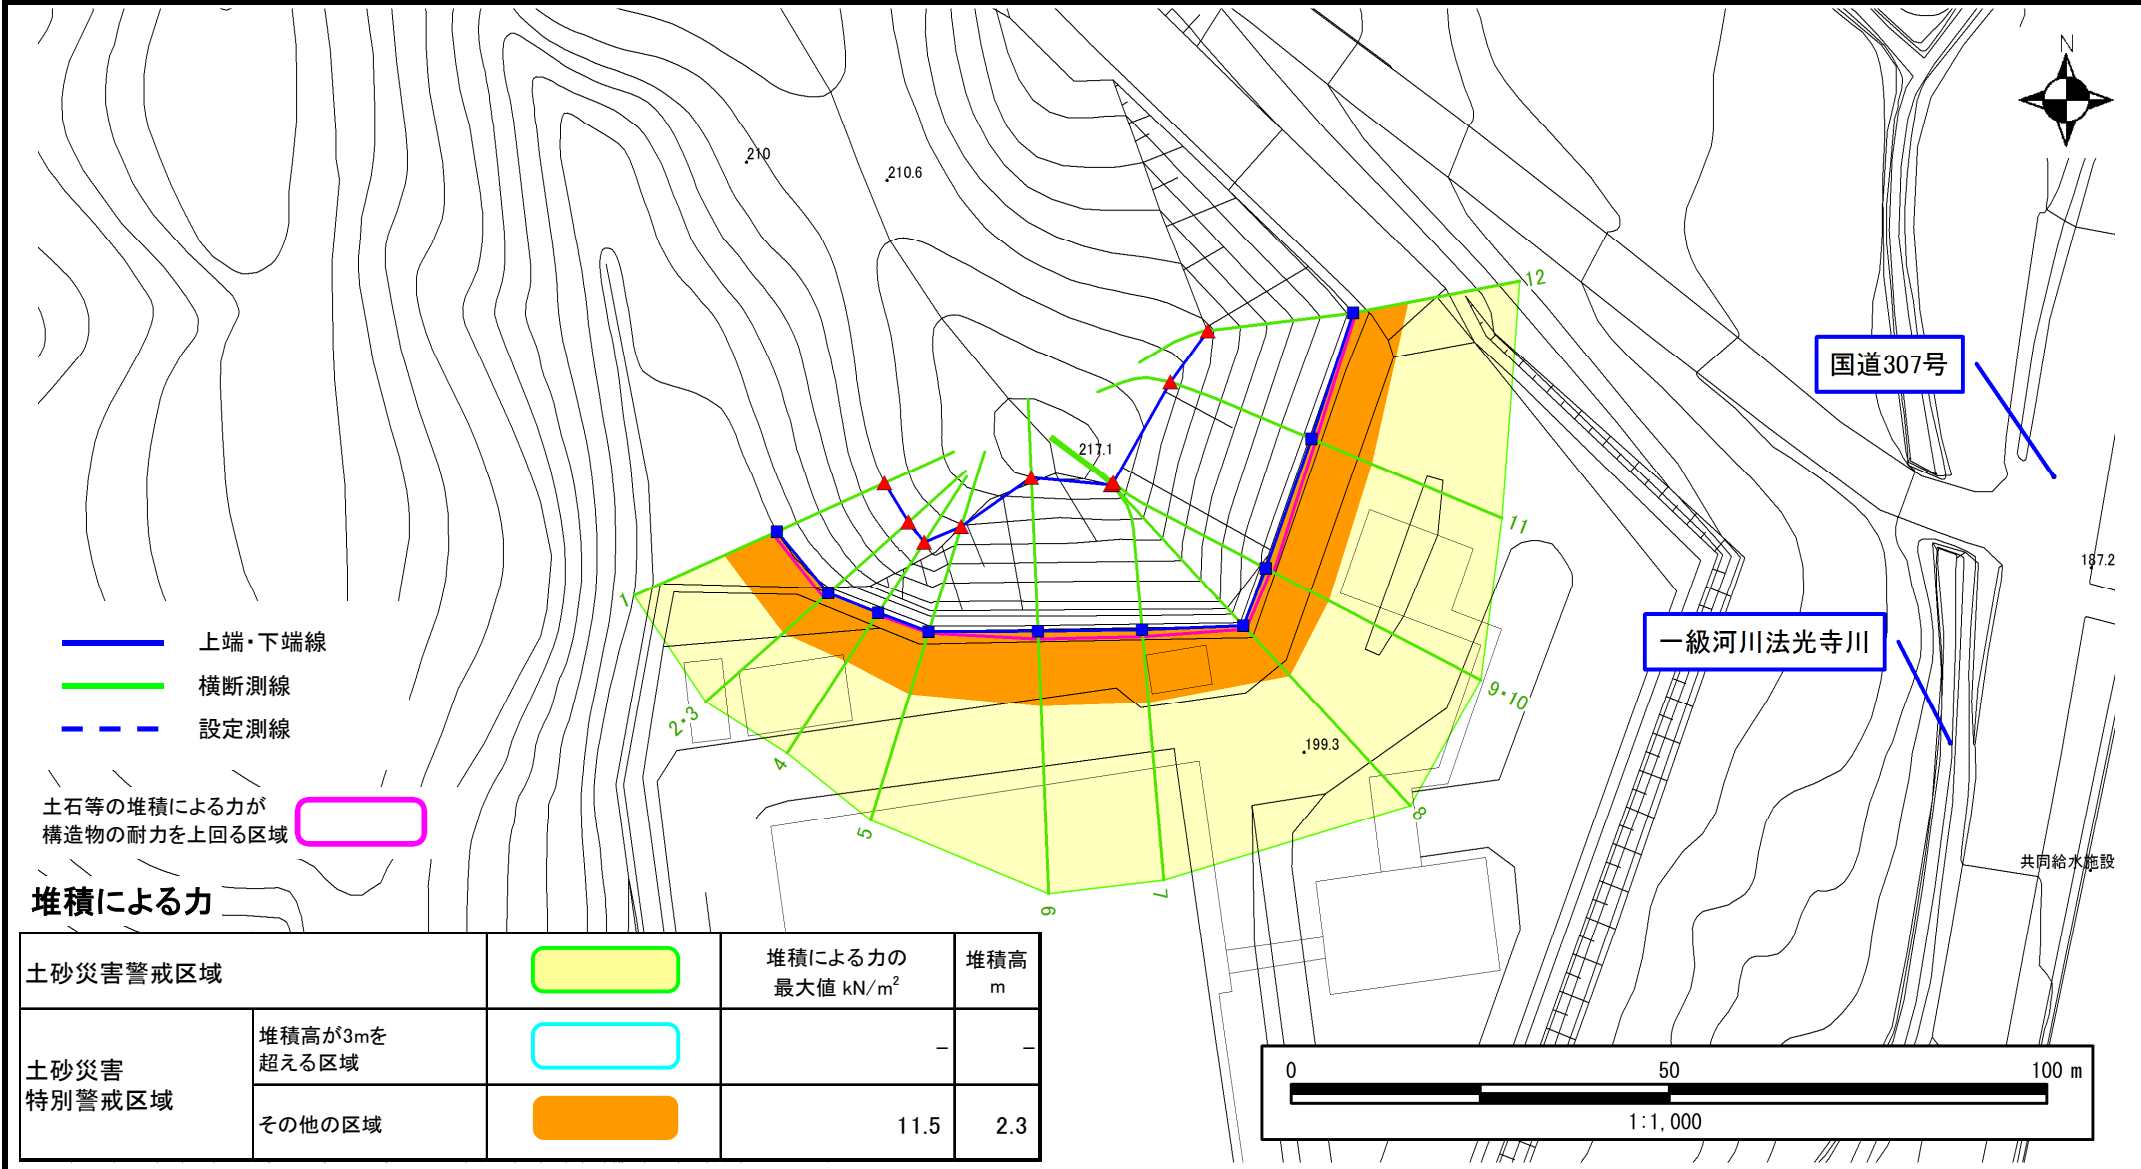 N
210
210.6
12
国道307号
217.1
11
187.2
1
上端・下端線
一級河川法光寺川
横断測線
9・10
2・3
設定測線
199.3
4
土石等の堆積による力が
構造物の耐力を上回る区域
8
5
共同給水施設
7
6
堆積による力
土砂災害警戒区域
堆積による力の
最大値 kN/m²
堆積高
m
土砂災害
特別警戒区域
堆積高が3mを
超える区域
–
–
その他の区域
11.5
2.3
0 50 100 m
1:1,000